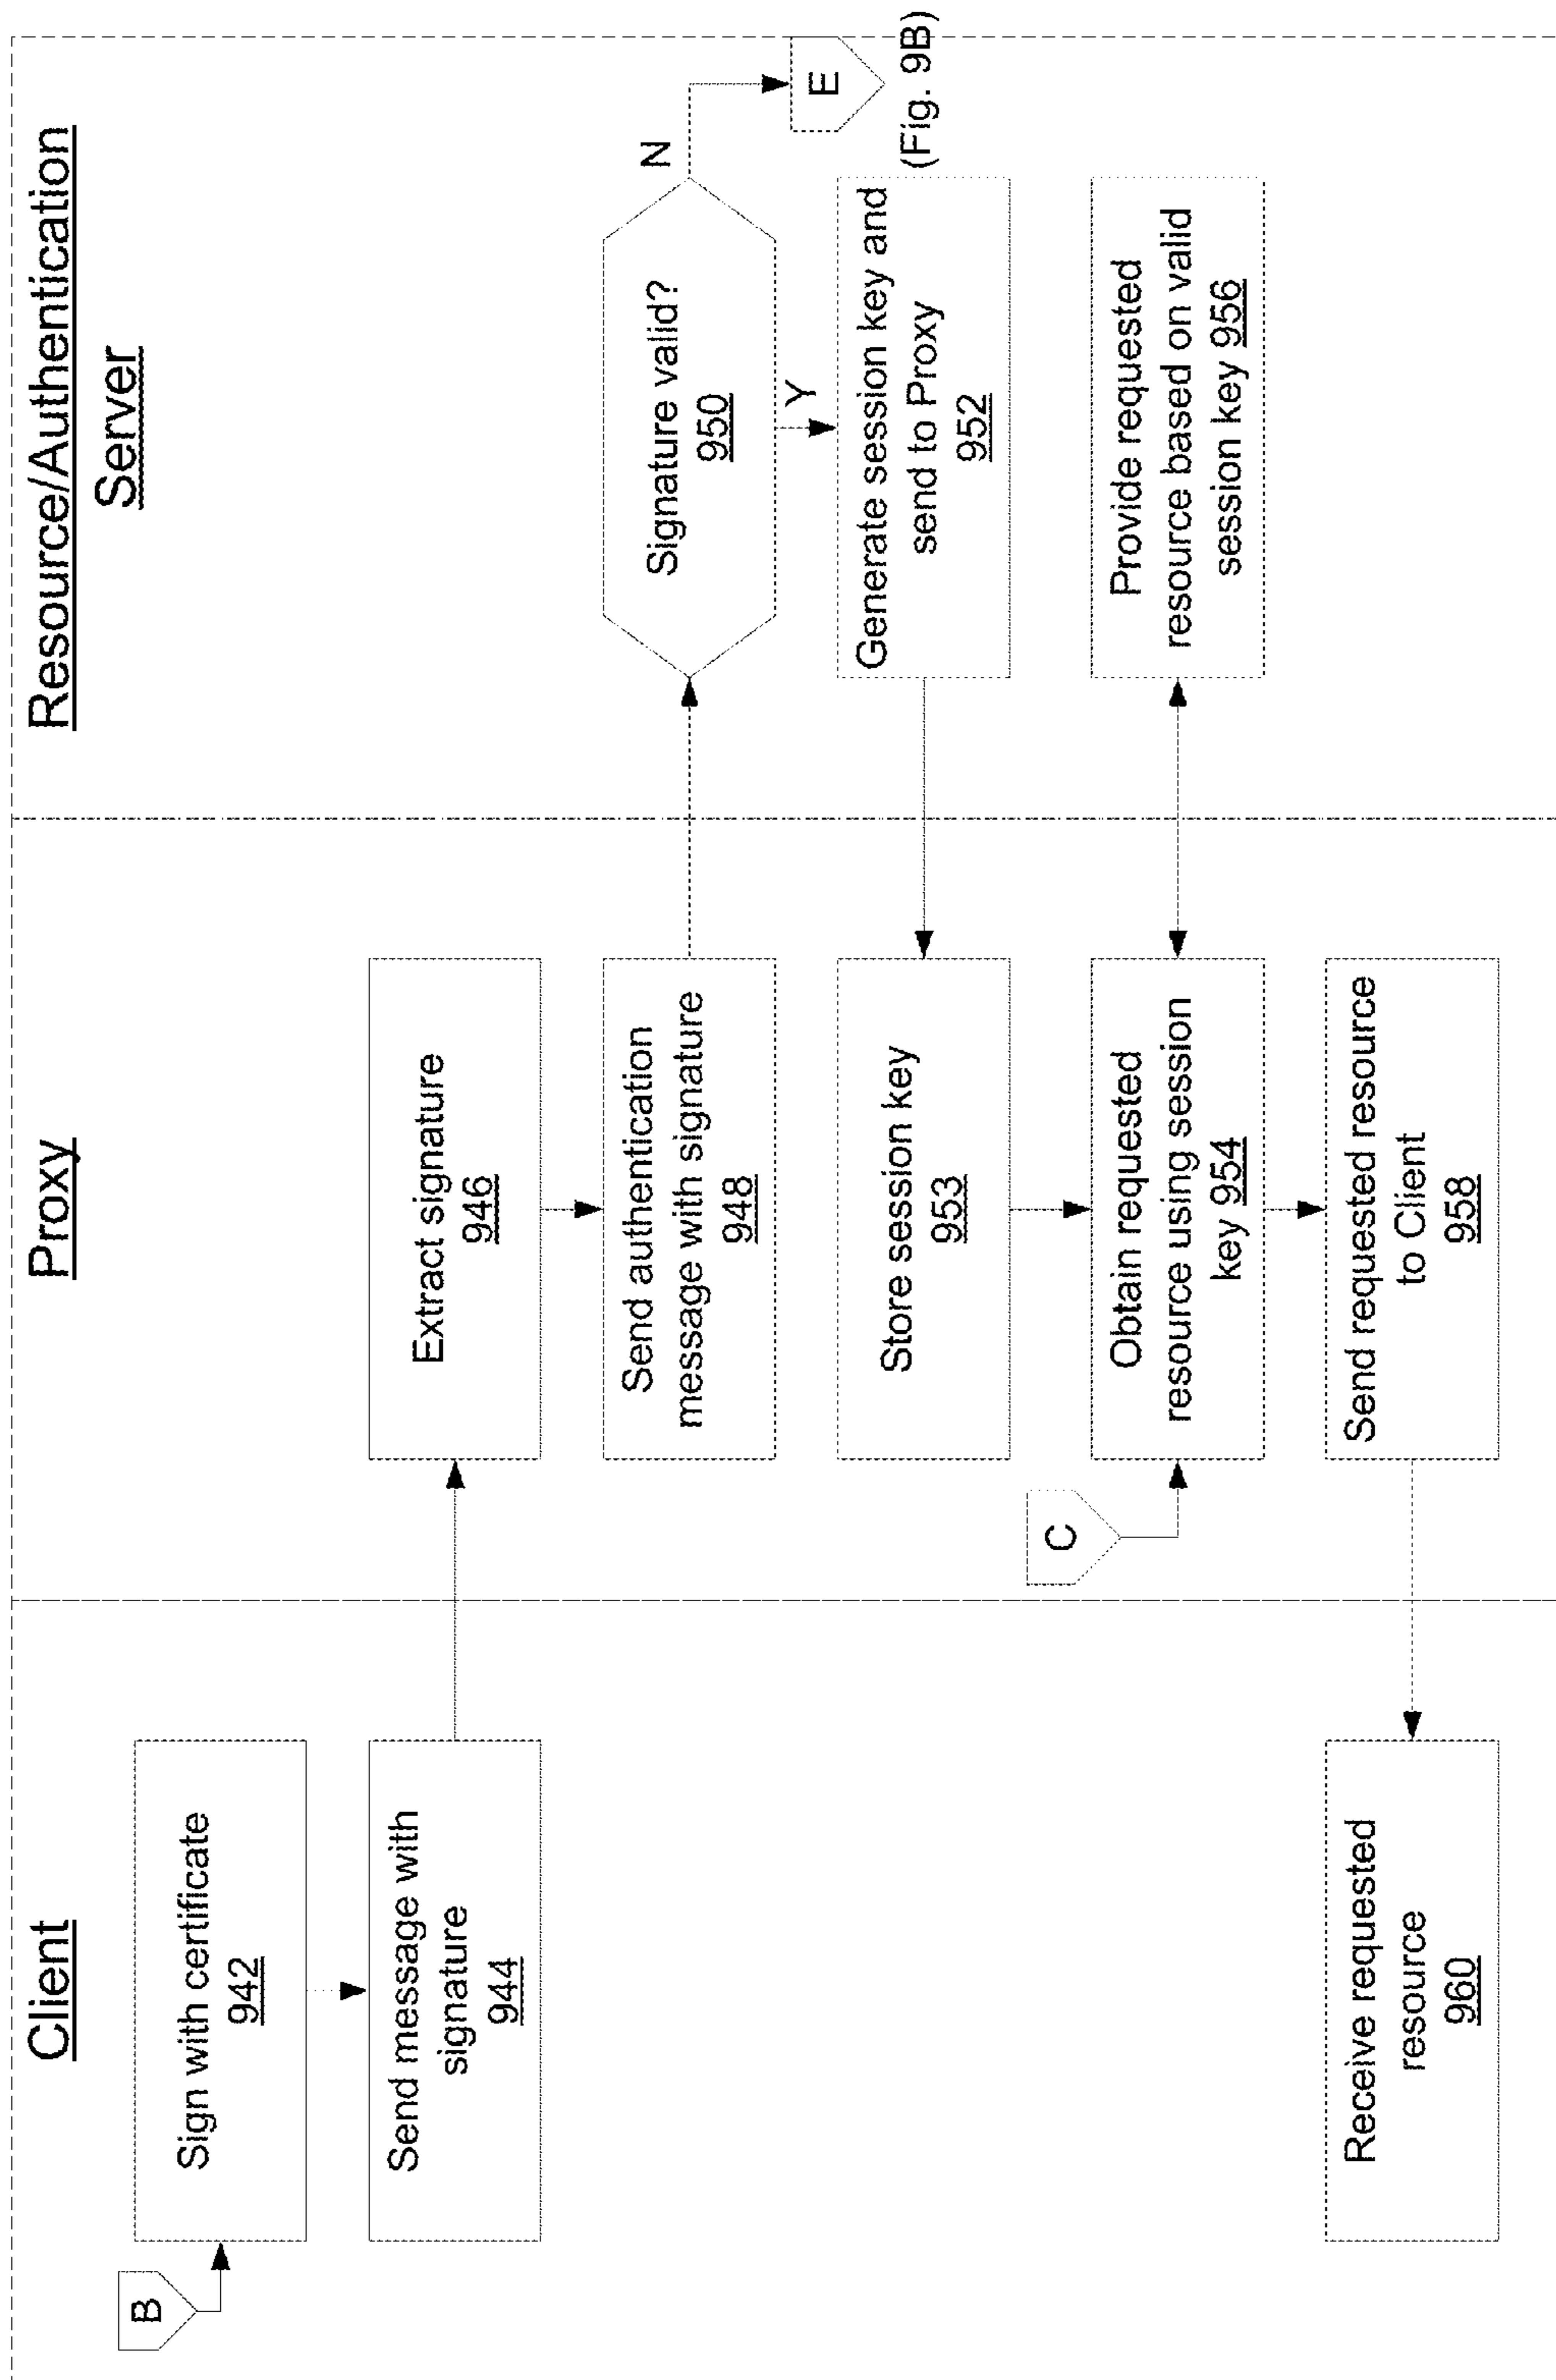 Client
Proxy
Resource/Authentication
Server
B
Sign with certificate
942
Send message with
signature
944
Extract signature
946
Send authentication
message with signature
948
Signature valid?
950
N
E
(Fig. 9B)
Y
Generate session key and
send to Proxy
952
Store session key
953
C
Obtain requested
resource using session
key 954
Provide requested
resource based on valid
session key 956
Send requested resource
to Client
958
Receive requested
resource
960